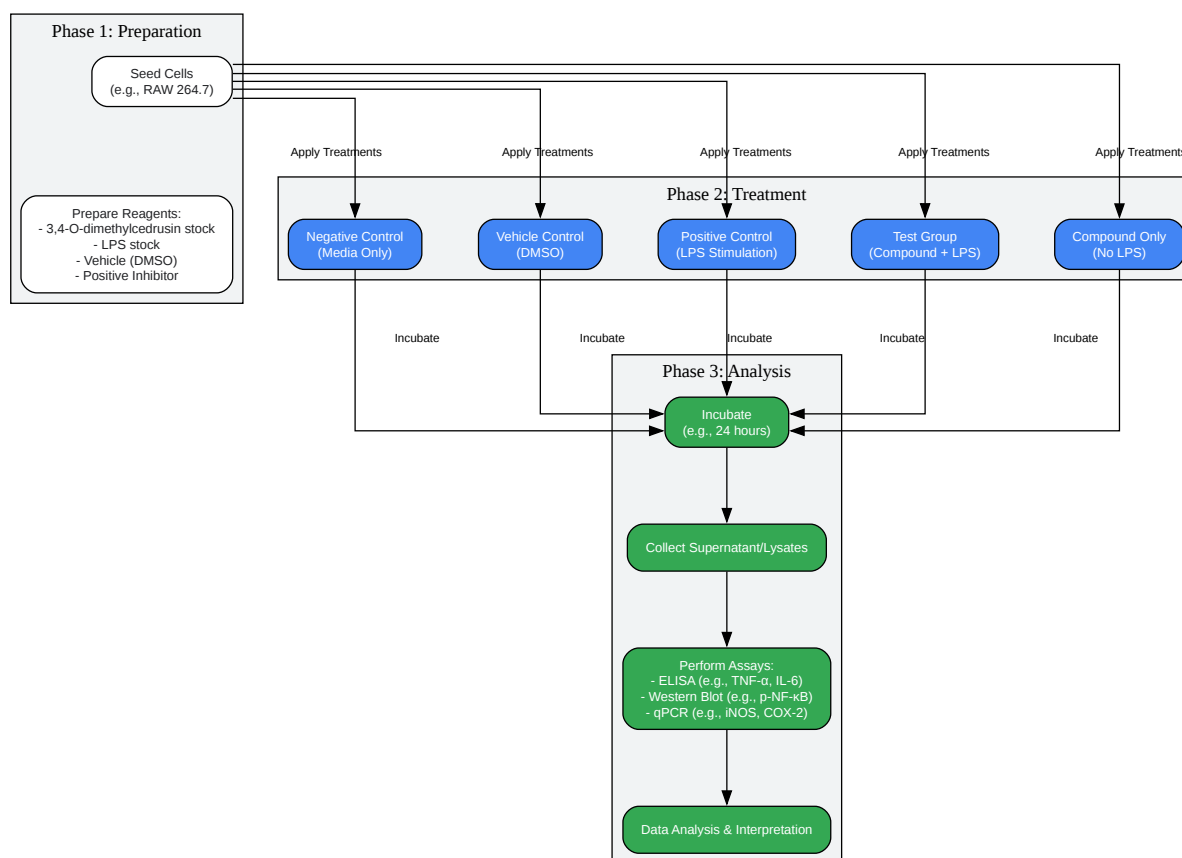 Phase 1: Preparation
Seed Cells
(e.g., RAW 264.7)
Prepare Reagents:
- 3,4-O-dimethylcedrusin stock
- LPS stock
- Vehicle (DMSO)
- Positive Inhibitor
Apply Treatments
Apply Treatments
Apply Treatments
Apply Treatments
Apply Treatments
Phase 2: Treatment
Negative Control
(Media Only)
Vehicle Control
(DMSO)
Positive Control
(LPS Stimulation)
Test Group
(Compound + LPS)
Compound Only
(No LPS)
Incubate
Incubate
Incubate
Incubate
Incubate
Phase 3: Analysis
Incubate
(e.g., 24 hours)
Collect Supernatant/Lysates
Perform Assays:
- ELISA (e.g., TNF-α, IL-6)
- Western Blot (e.g., p-NF-κB)
- qPCR (e.g., iNOS, COX-2)
Data Analysis & Interpretation